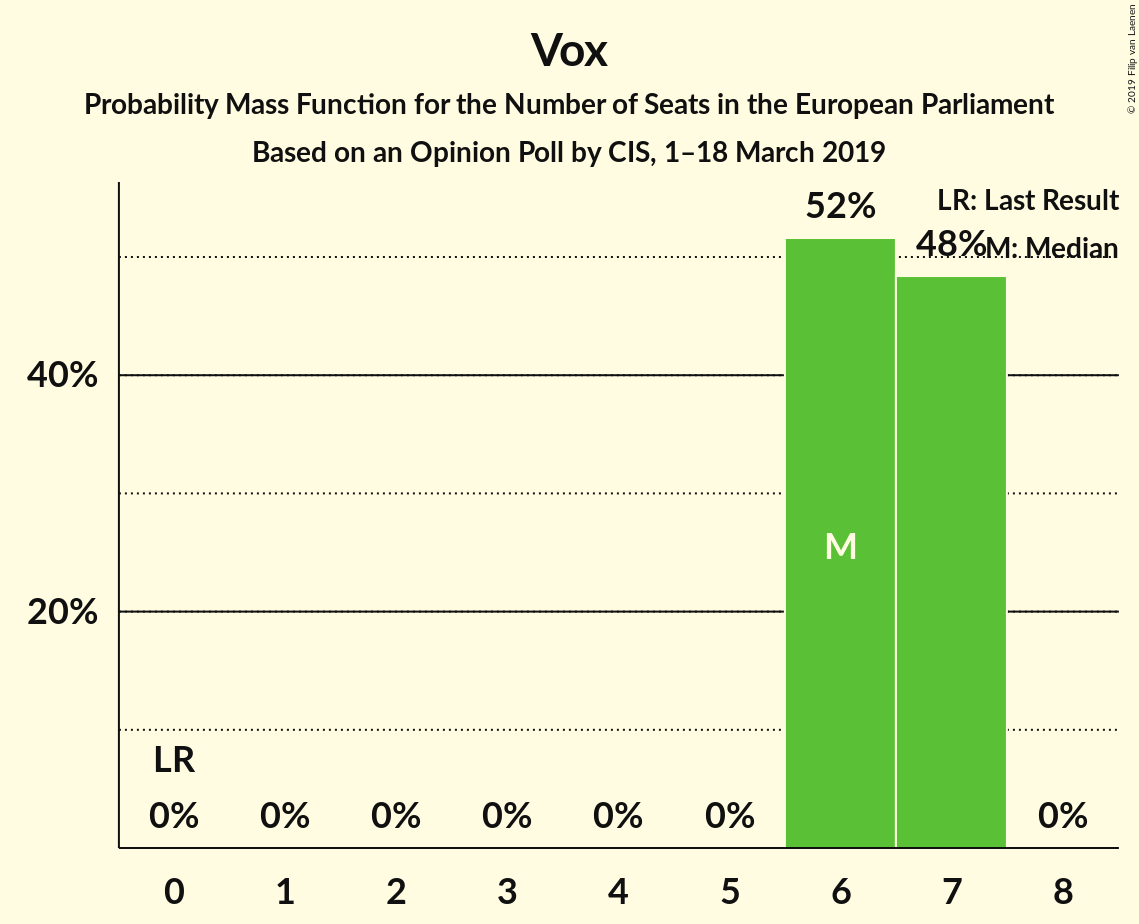 © 2019 Filip van Laenen
Vox
Probability Mass Function for the Number of Seats in the European Parliament
Based on an Opinion Poll by CIS, 1–18 March 2019
LR: Last Result
M: Median
52%
48%
40%
20%
M
LR
0% 0% 0% 0% 0% 0% 0%
0 1 2 3 4 5 6 7 8